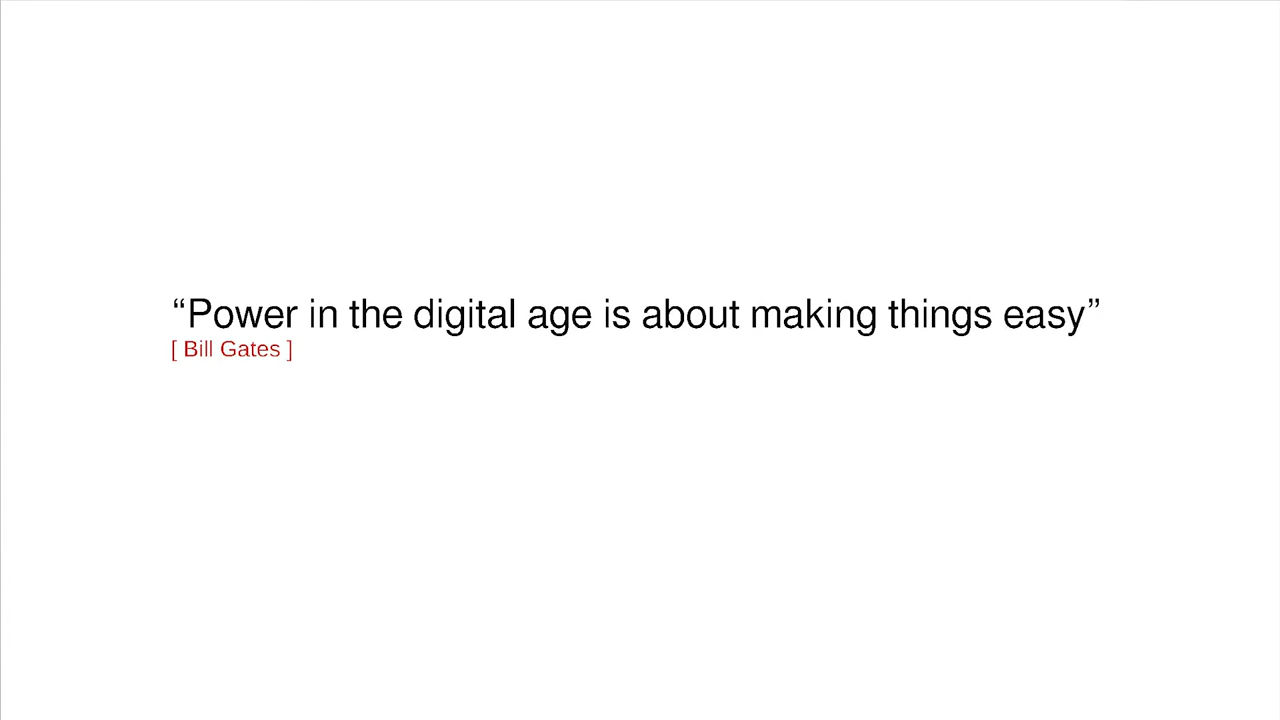 “Power in the digital age is about making things easy”
[ Bill Gates ]